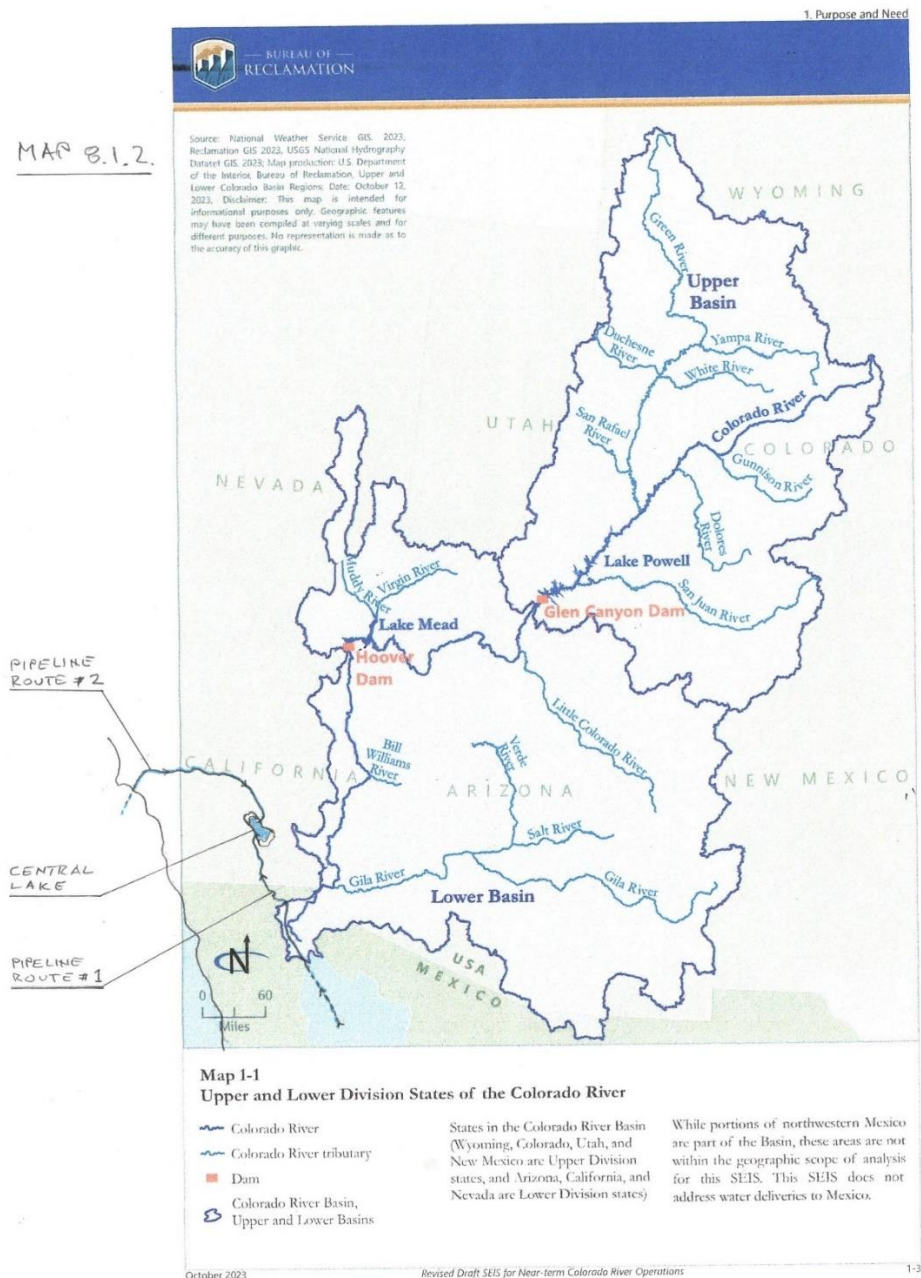 1. Purpose and Need
BUREAU OF
RECLAMATION
MAP 8.1.2.
Source: National Weather Service GIS, 2023,
Reclamation GIS 2023, USGS National Hydrography
Dataset GIS, 2023; Map production: U.S. Department
of the Interior, Bureau of Reclamation, Upper and
Lower Colorado Basin Regions; Date: October 12,
2023, Disclaimer: This map is intended for
informational purposes only. Geographic features
may have been compiled at varying scales and for
different purposes. No representation is made as to
the accuracy of this graphic.
WYOMING
Green River
Upper
Basin
Duchesne
River
Yampa River
White River
San Rafael
River
Colorado River
UTAH
COLORADO
Gunnison River
NEVADA
Dolores
River
Muddy River
Virgin River
Lake Powell
San Juan River
Glen Canyon Dam
Lake Mead
Hoover
Dam
PIPELINE
ROUTE #2
Little Colorado River
Bill
Williams
River
Verde
River
CALIFORNIA
ARIZONA
NEW MEXICO
Salt River
CENTRAL
LAKE
Gila River
Gila River
Lower Basin
PIPELINE
ROUTE #1
N
USA
MEXICO
0 60
Miles
Map 1-1
Upper and Lower Division States of the Colorado River
Colorado River
Colorado River tributary
Dam
Colorado River Basin,
Upper and Lower Basins
States in the Colorado River Basin
(Wyoming, Colorado, Utah, and
New Mexico are Upper Division
states, and Arizona, California, and
Nevada are Lower Division states)
While portions of northwestern Mexico
are part of the Basin, these areas are not
within the geographic scope of analysis
for this SEIS. This SEIS does not
address water deliveries to Mexico.
October 2023
Revised Draft SEIS for Near-term Colorado River Operations
1-3